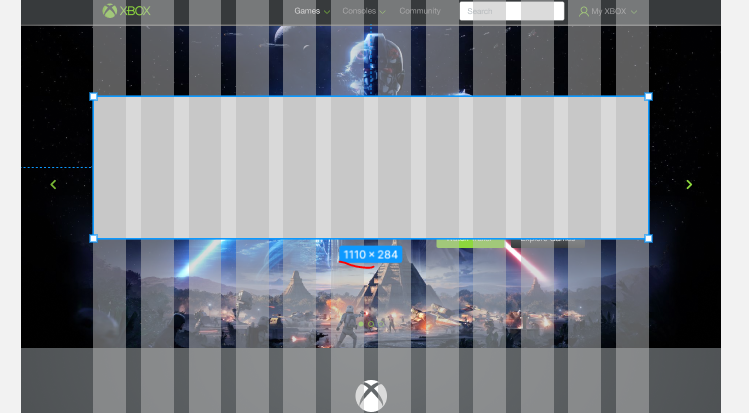 XBOX Games Consoles Community Search My XBOX
1110 × 284